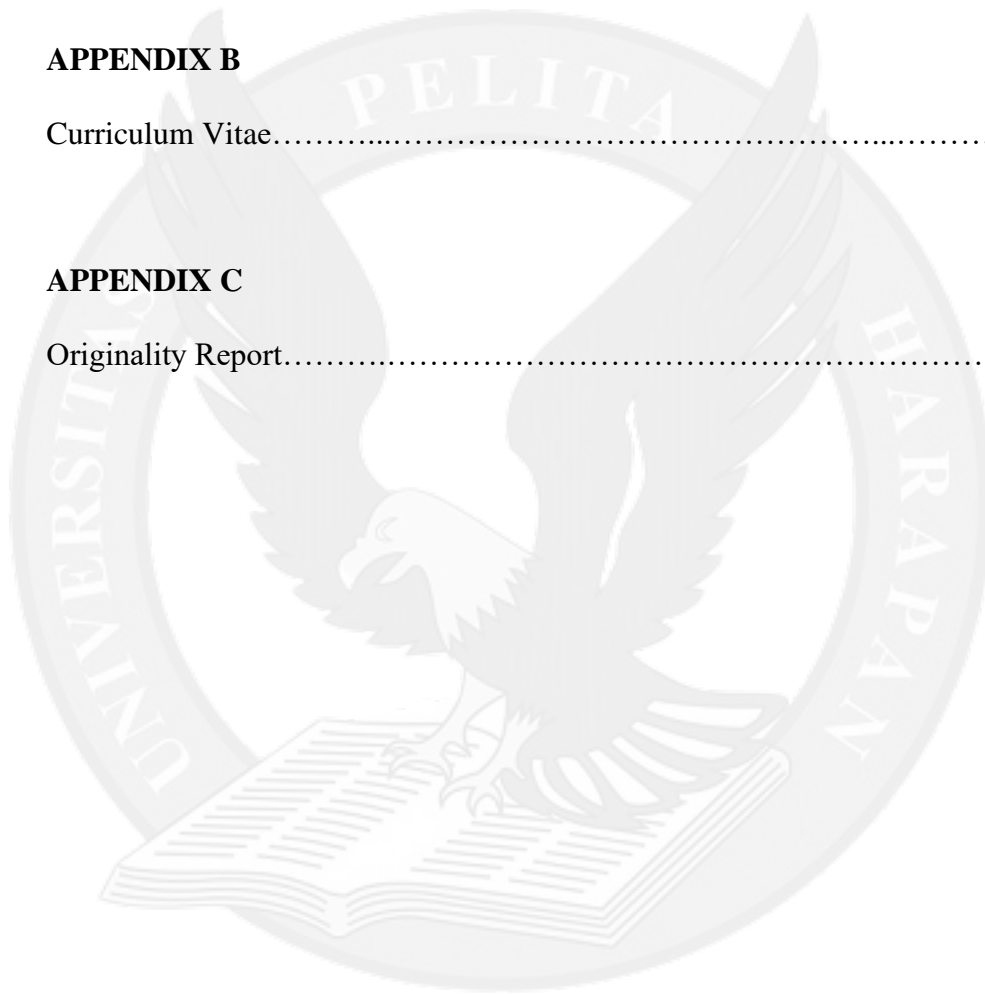 APPENDIX B
PELITA
Curriculum Vitae………...…………………………………………...………
APPENDIX C
Originality Report……….……………………………………………………
UNIVERSITAS
HARAPAN